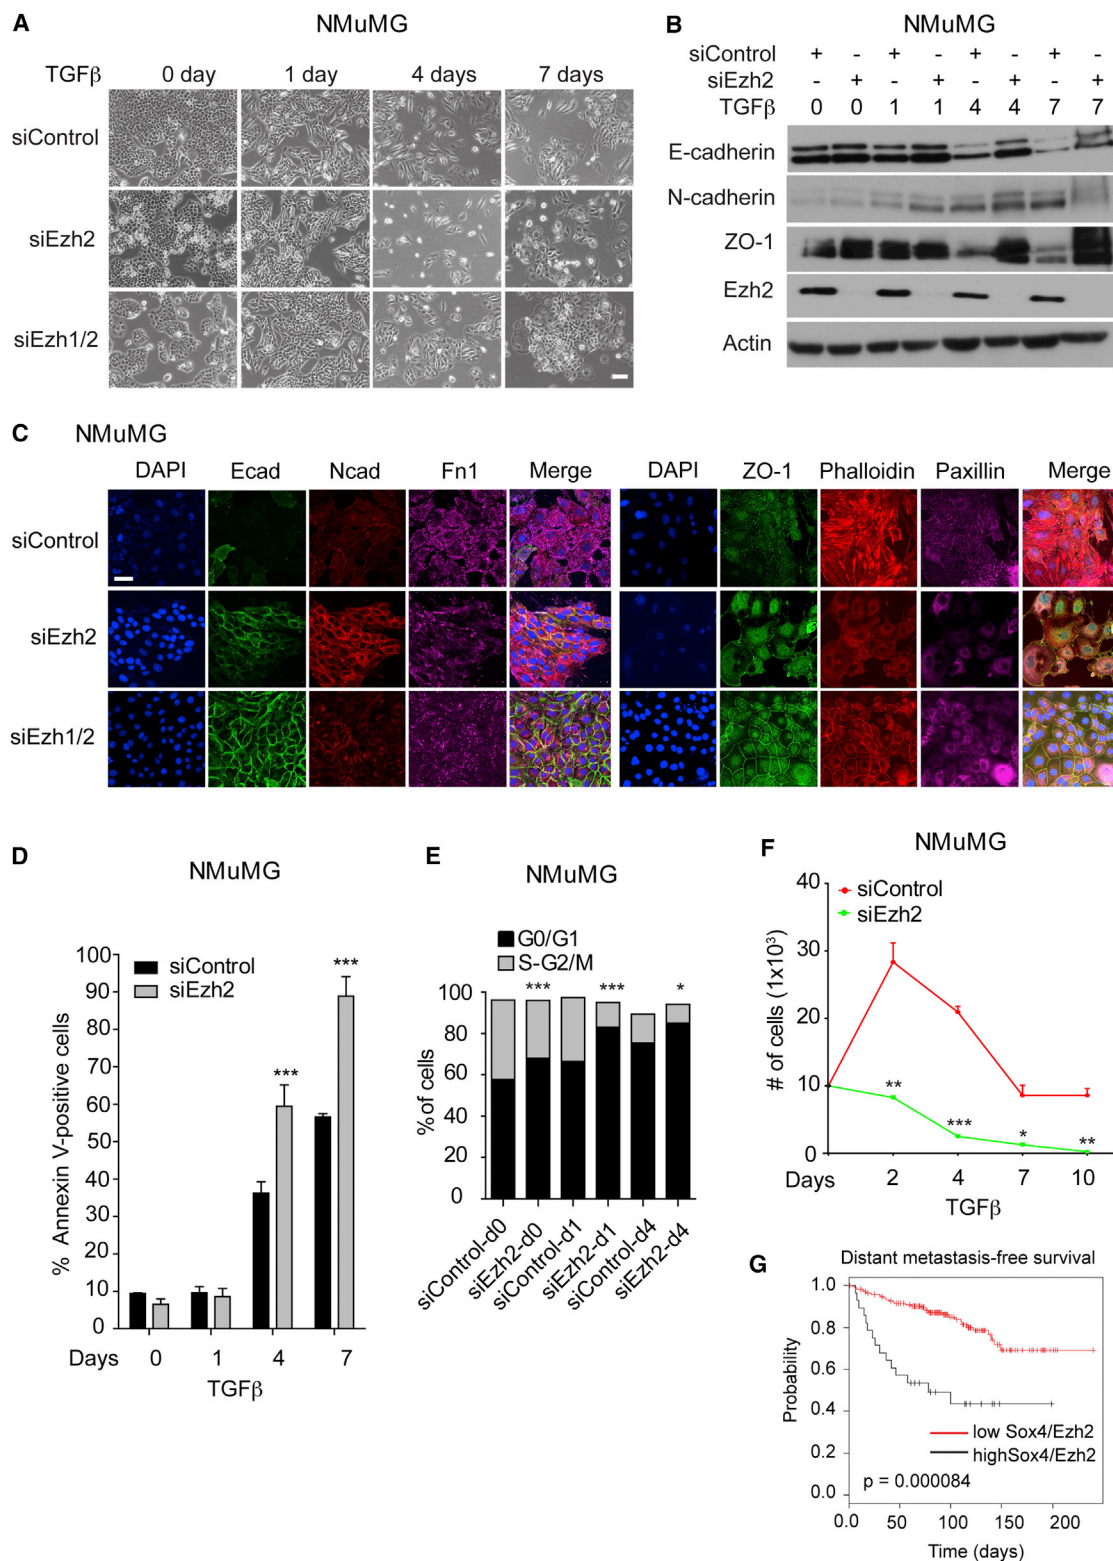 A
NMuMG
TGFβ 0 day 1 day 4 days 7 days
siControl
siEzh2
siEzh1/2
B
NMuMG
siControl + - + - + - + -
siEzh2 - + - + - + - +
TGFβ 0 0 1 1 4 4 7 7
E-cadherin
N-cadherin
ZO-1
Ezh2
Actin
C NMuMG
DAPI Ecad Ncad Fn1 Merge DAPI ZO-1 Phalloidin Paxillin Merge
siControl
siEzh2
siEzh1/2
D
NMuMG
% Annexin V-positive cells
100
90
80
70
60
50
40
30
20
10
0
siControl
siEzh2
***
***
Days 0 1 4 7
TGFβ
E
NMuMG
G0/G1
S-G2/M
% of cells
100
80
60
40
20
0
*** *** *
siControl-d0
siEzh2-d0
siControl-d1
siEzh2-d1
siControl-d4
siEzh2-d4
F
NMuMG
# of cells (1x10³)
40
30
20
10
0
siControl
siEzh2
** *** * **
Days 2 4 7 10
TGFβ
G
Distant metastasis-free survival
Probability
1.0
0.8
0.6
0.4
0.2
0.0
low Sox4/Ezh2
highSox4/Ezh2
p = 0.000084
0.0 50 100 150 200
Time (days)